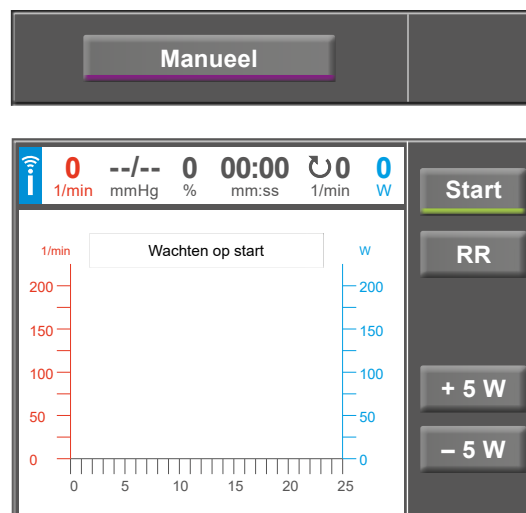 Manueel
0 --/-- 0 00:00 0 0
1/min mmHg % mm:ss 1/min W
Start
1/min Wachten op start W
RR
200 200
150 150
100 100
+ 5 W
50 50
– 5 W
0 0
0 5 10 15 20 25